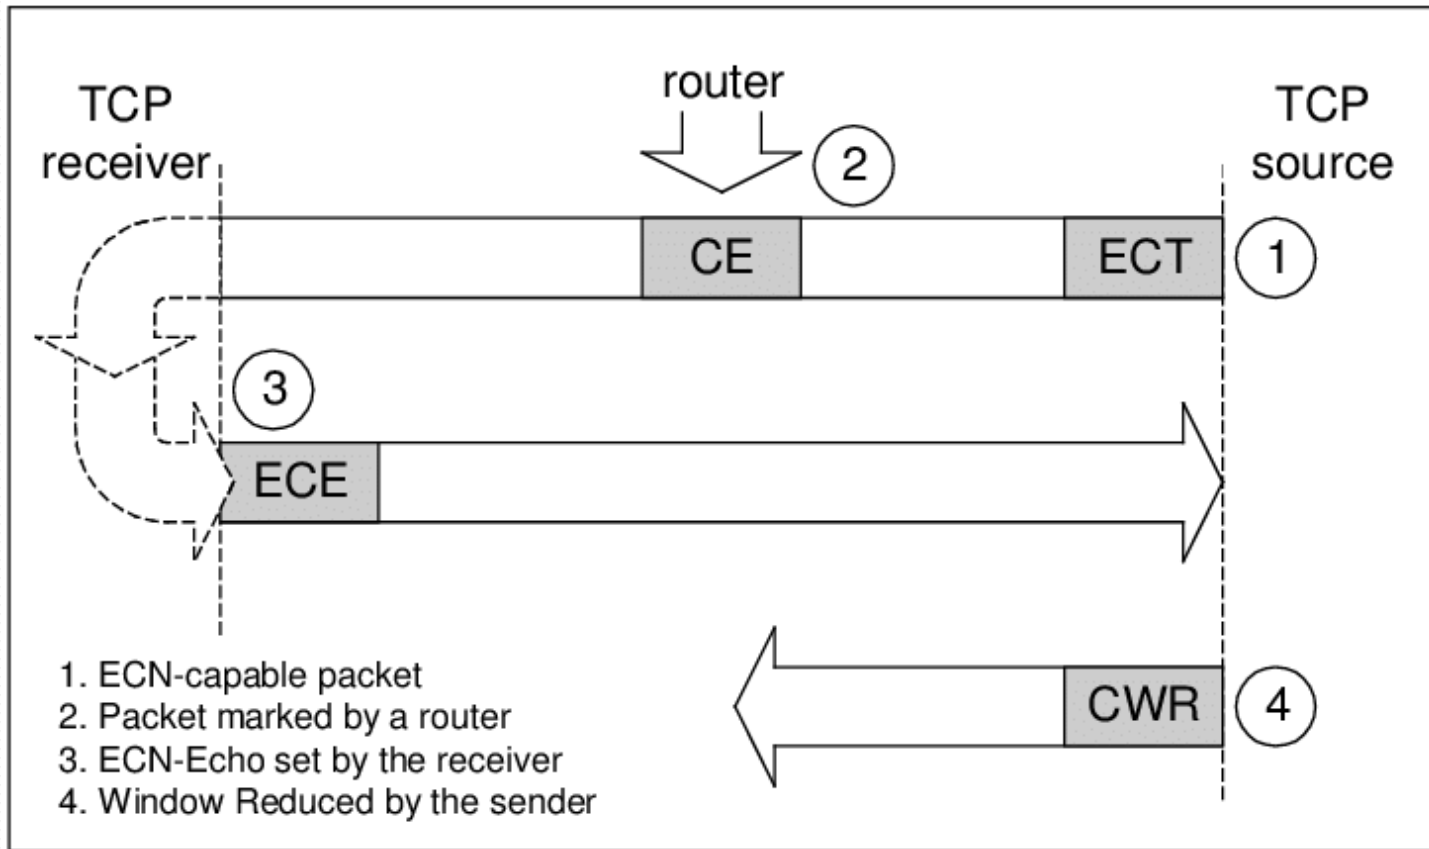 router
TCP
receiver
TCP
source
2
CE
ECT
1
3
ECE
CWR
4
1. ECN-capable packet
2. Packet marked by a router
3. ECN-Echo set by the receiver
4. Window Reduced by the sender